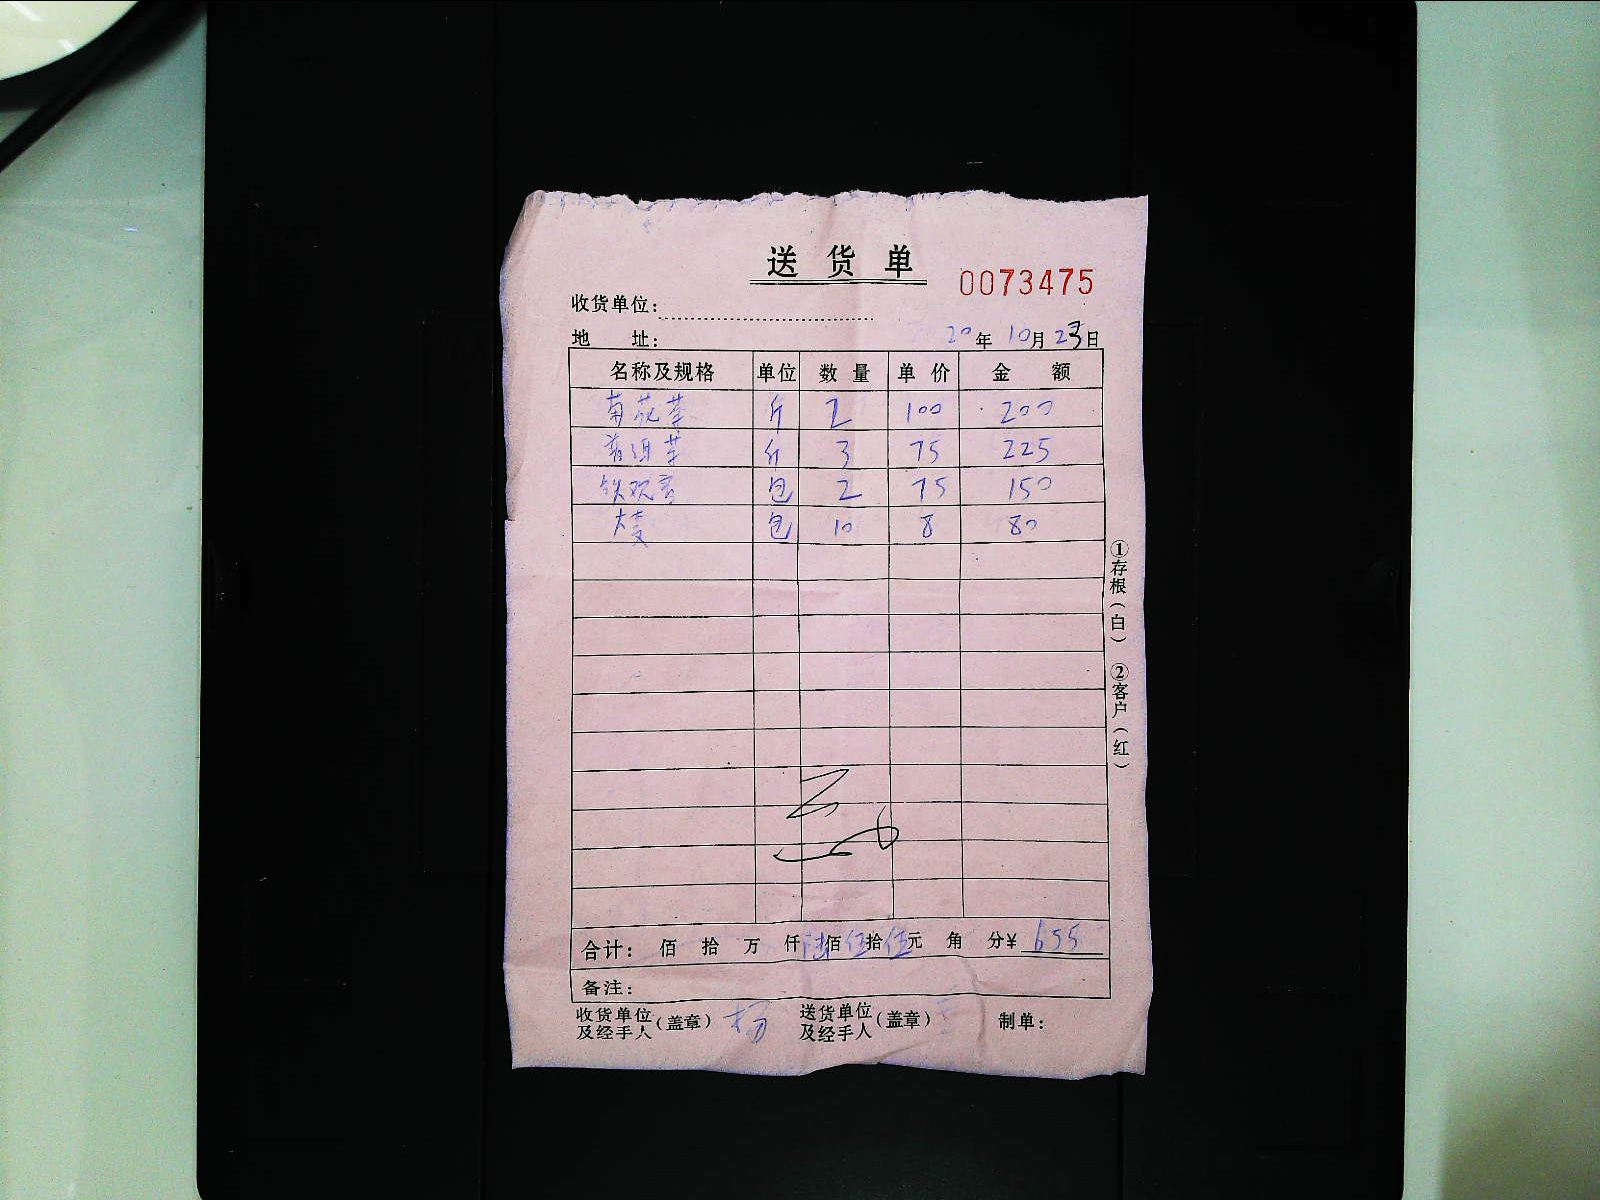 送货单
0073475
收货单位：
地 址： 20年10月23日
名称及规格 单位 数量 单价 金额
菊花茶 斤 2 100 200
普洱茶 斤 3 75 225
铁观音 包 2 75 150
大麦 包 10 8 80
合计： 佰 拾 万 仟 陆佰伍拾伍元 角 分¥ 655
备注：
收货单位及经手人（盖章） 杨 送货单位及经手人（盖章） 制单：
①存根（白） ②客户（红）